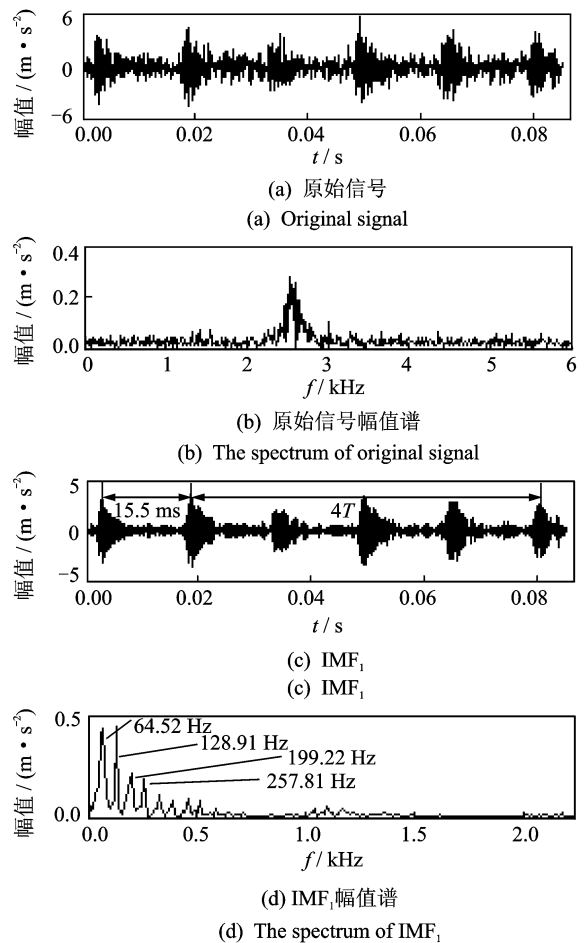 6
0
−6
幅值 / (m·s⁻²)
0.00 0.02 0.04 0.06 0.08
t / s
(a) 原始信号
(a) Original signal
0.4
0.2
0.0
幅值 / (m·s⁻²)
0 1 2 3 4 5 6
f / kHz
(b) 原始信号幅值谱
(b) The spectrum of original signal
5
0
−5
幅值 / (m·s⁻²)
15.5 ms 4T
0.00 0.02 0.04 0.06 0.08
t / s
(c) IMF₁
(c) IMF₁
0.5
0.0
幅值 / (m·s⁻²)
64.52 Hz
128.91 Hz
199.22 Hz
257.81 Hz
0.0 0.5 1.0 1.5 2.0
f / kHz
(d) IMF₁幅值谱
(d) The spectrum of IMF₁